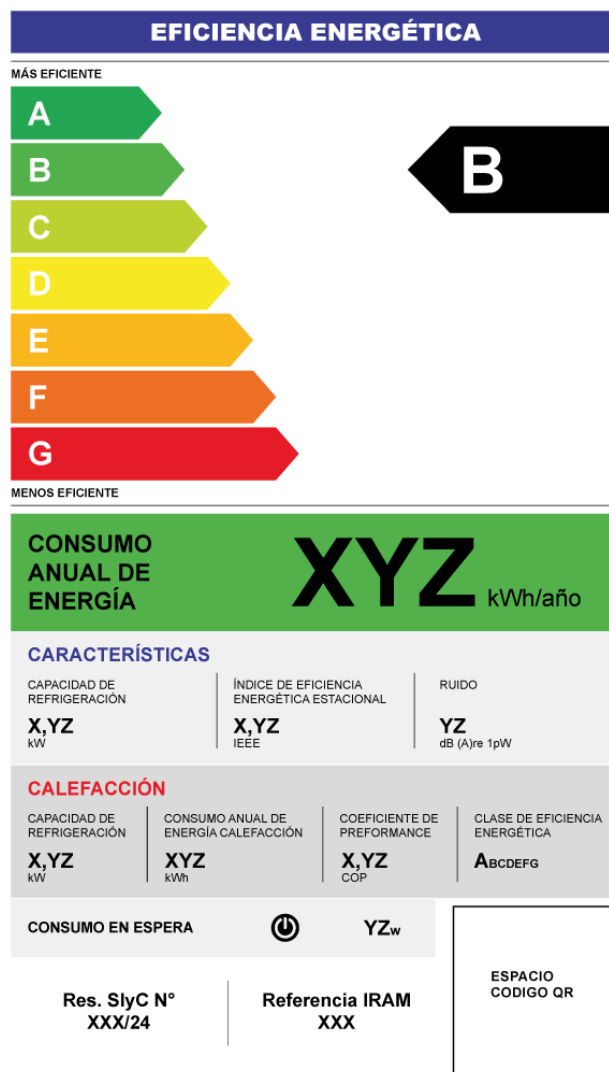 EFICIENCIA ENERGÉTICA
MÁS EFICIENTE
A
B
B
C
D
E
F
G
MENOS EFICIENTE
CONSUMO
ANUAL DE
ENERGÍA
XYZ kWh/año
CARACTERÍSTICAS
CAPACIDAD DE
REFRIGERACIÓN
X,YZ
kW
ÍNDICE DE EFICIENCIA
ENERGÉTICA ESTACIONAL
X,YZ
IEEE
RUIDO
YZ
dB (A)re 1pW
CALEFACCIÓN
CAPACIDAD DE
REFRIGERACIÓN
X,YZ
kW
CONSUMO ANUAL DE
ENERGÍA CALEFACCIÓN
XYZ
kWh
COEFICIENTE DE
PREFORMANCE
X,YZ
COP
CLASE DE EFICIENCIA
ENERGÉTICA
ABCDEFG
CONSUMO EN ESPERA
YZw
Res. SIyC N°
XXX/24
Referencia IRAM
XXX
ESPACIO
CODIGO QR